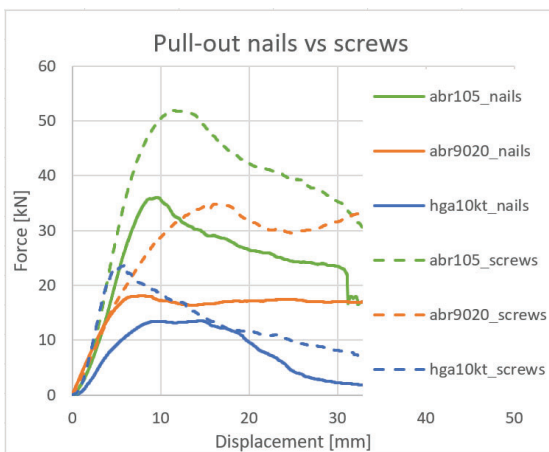 Pull-out nails vs screws
60
50
40
30
20
10
0
Force [kN]
0 10 20 30 40 50
Displacement [mm]
abr105_nails
abr9020_nails
hga10kt_nails
abr105_screws
abr9020_screws
hga10kt_screws